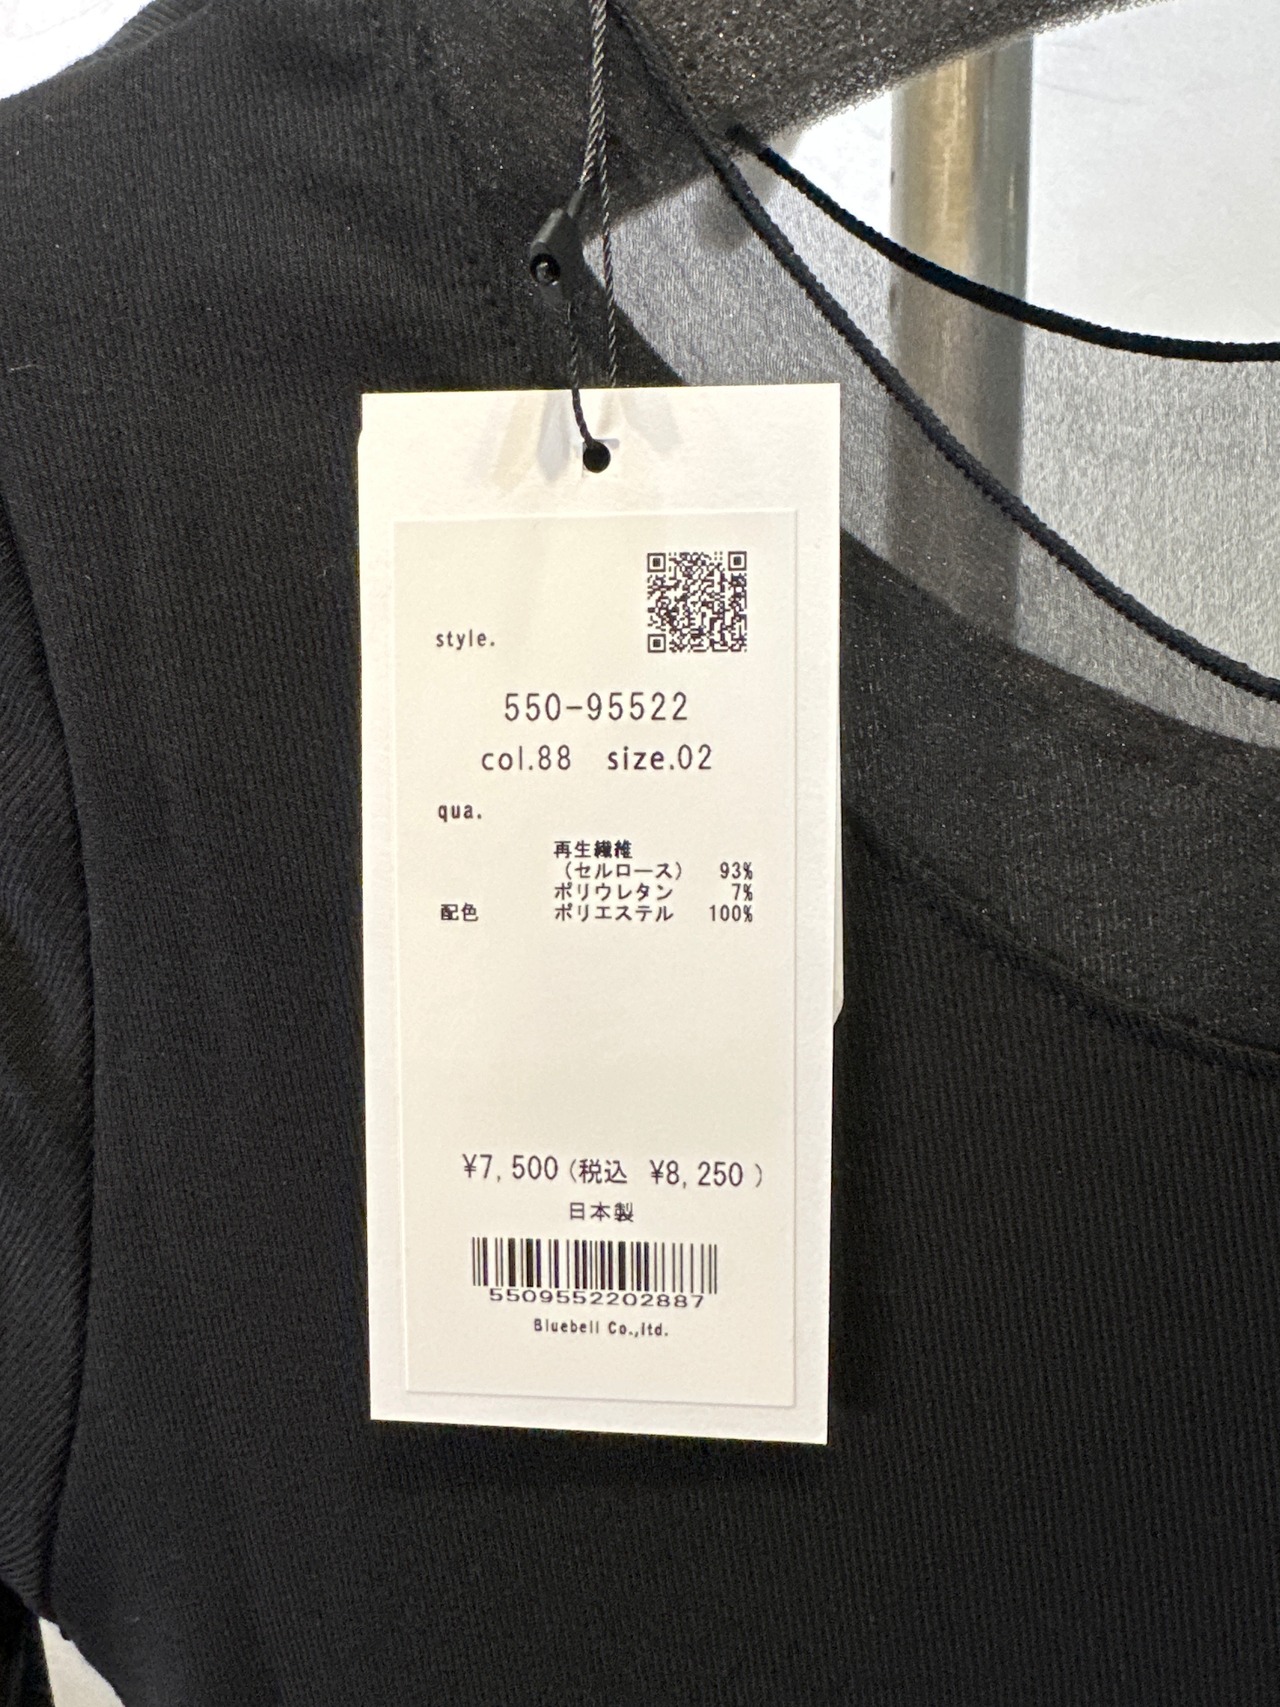 style.
550-95522
col.88 size.02
qua.
再生繊維
(セルロース) 93%
ポリウレタン 7%
配色 ポリエステル 100%
¥7,500(税込 ¥8,250)
日本製
5509552202887
Bluebell Co.,ltd.